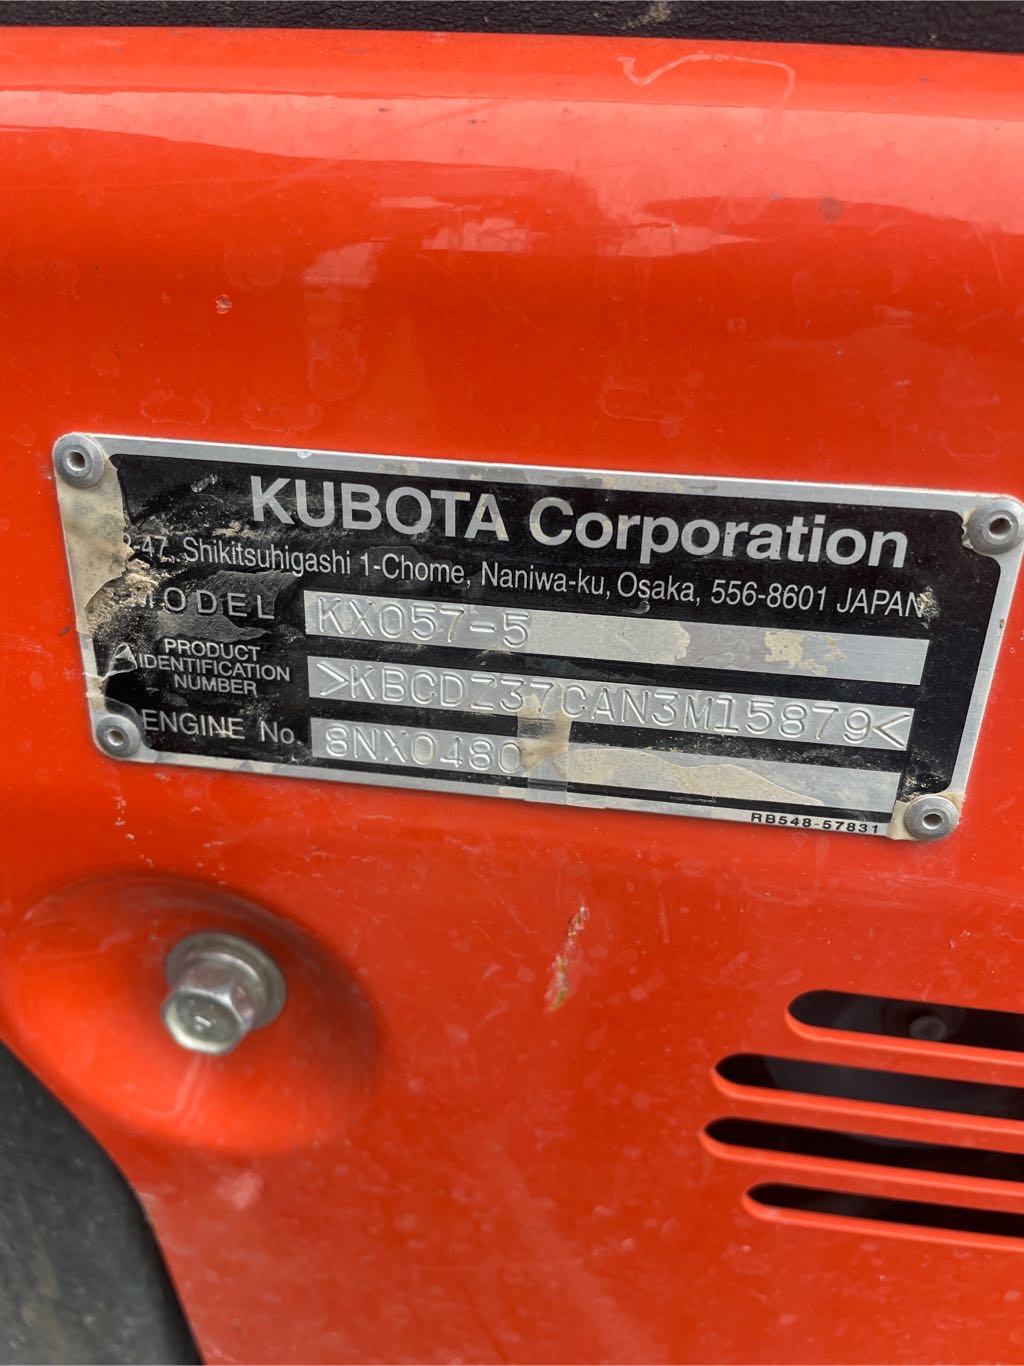 KUBOTA Corporation
2-47, Shikitsuhigashi 1-Chome, Naniwa-ku, Osaka, 556-8601 JAPAN
MODEL KX057-5
PRODUCT
IDENTIFICATION
NUMBER >KBCDZ37CAN3M15879<
ENGINE No. 8NX0480
RB548-57831